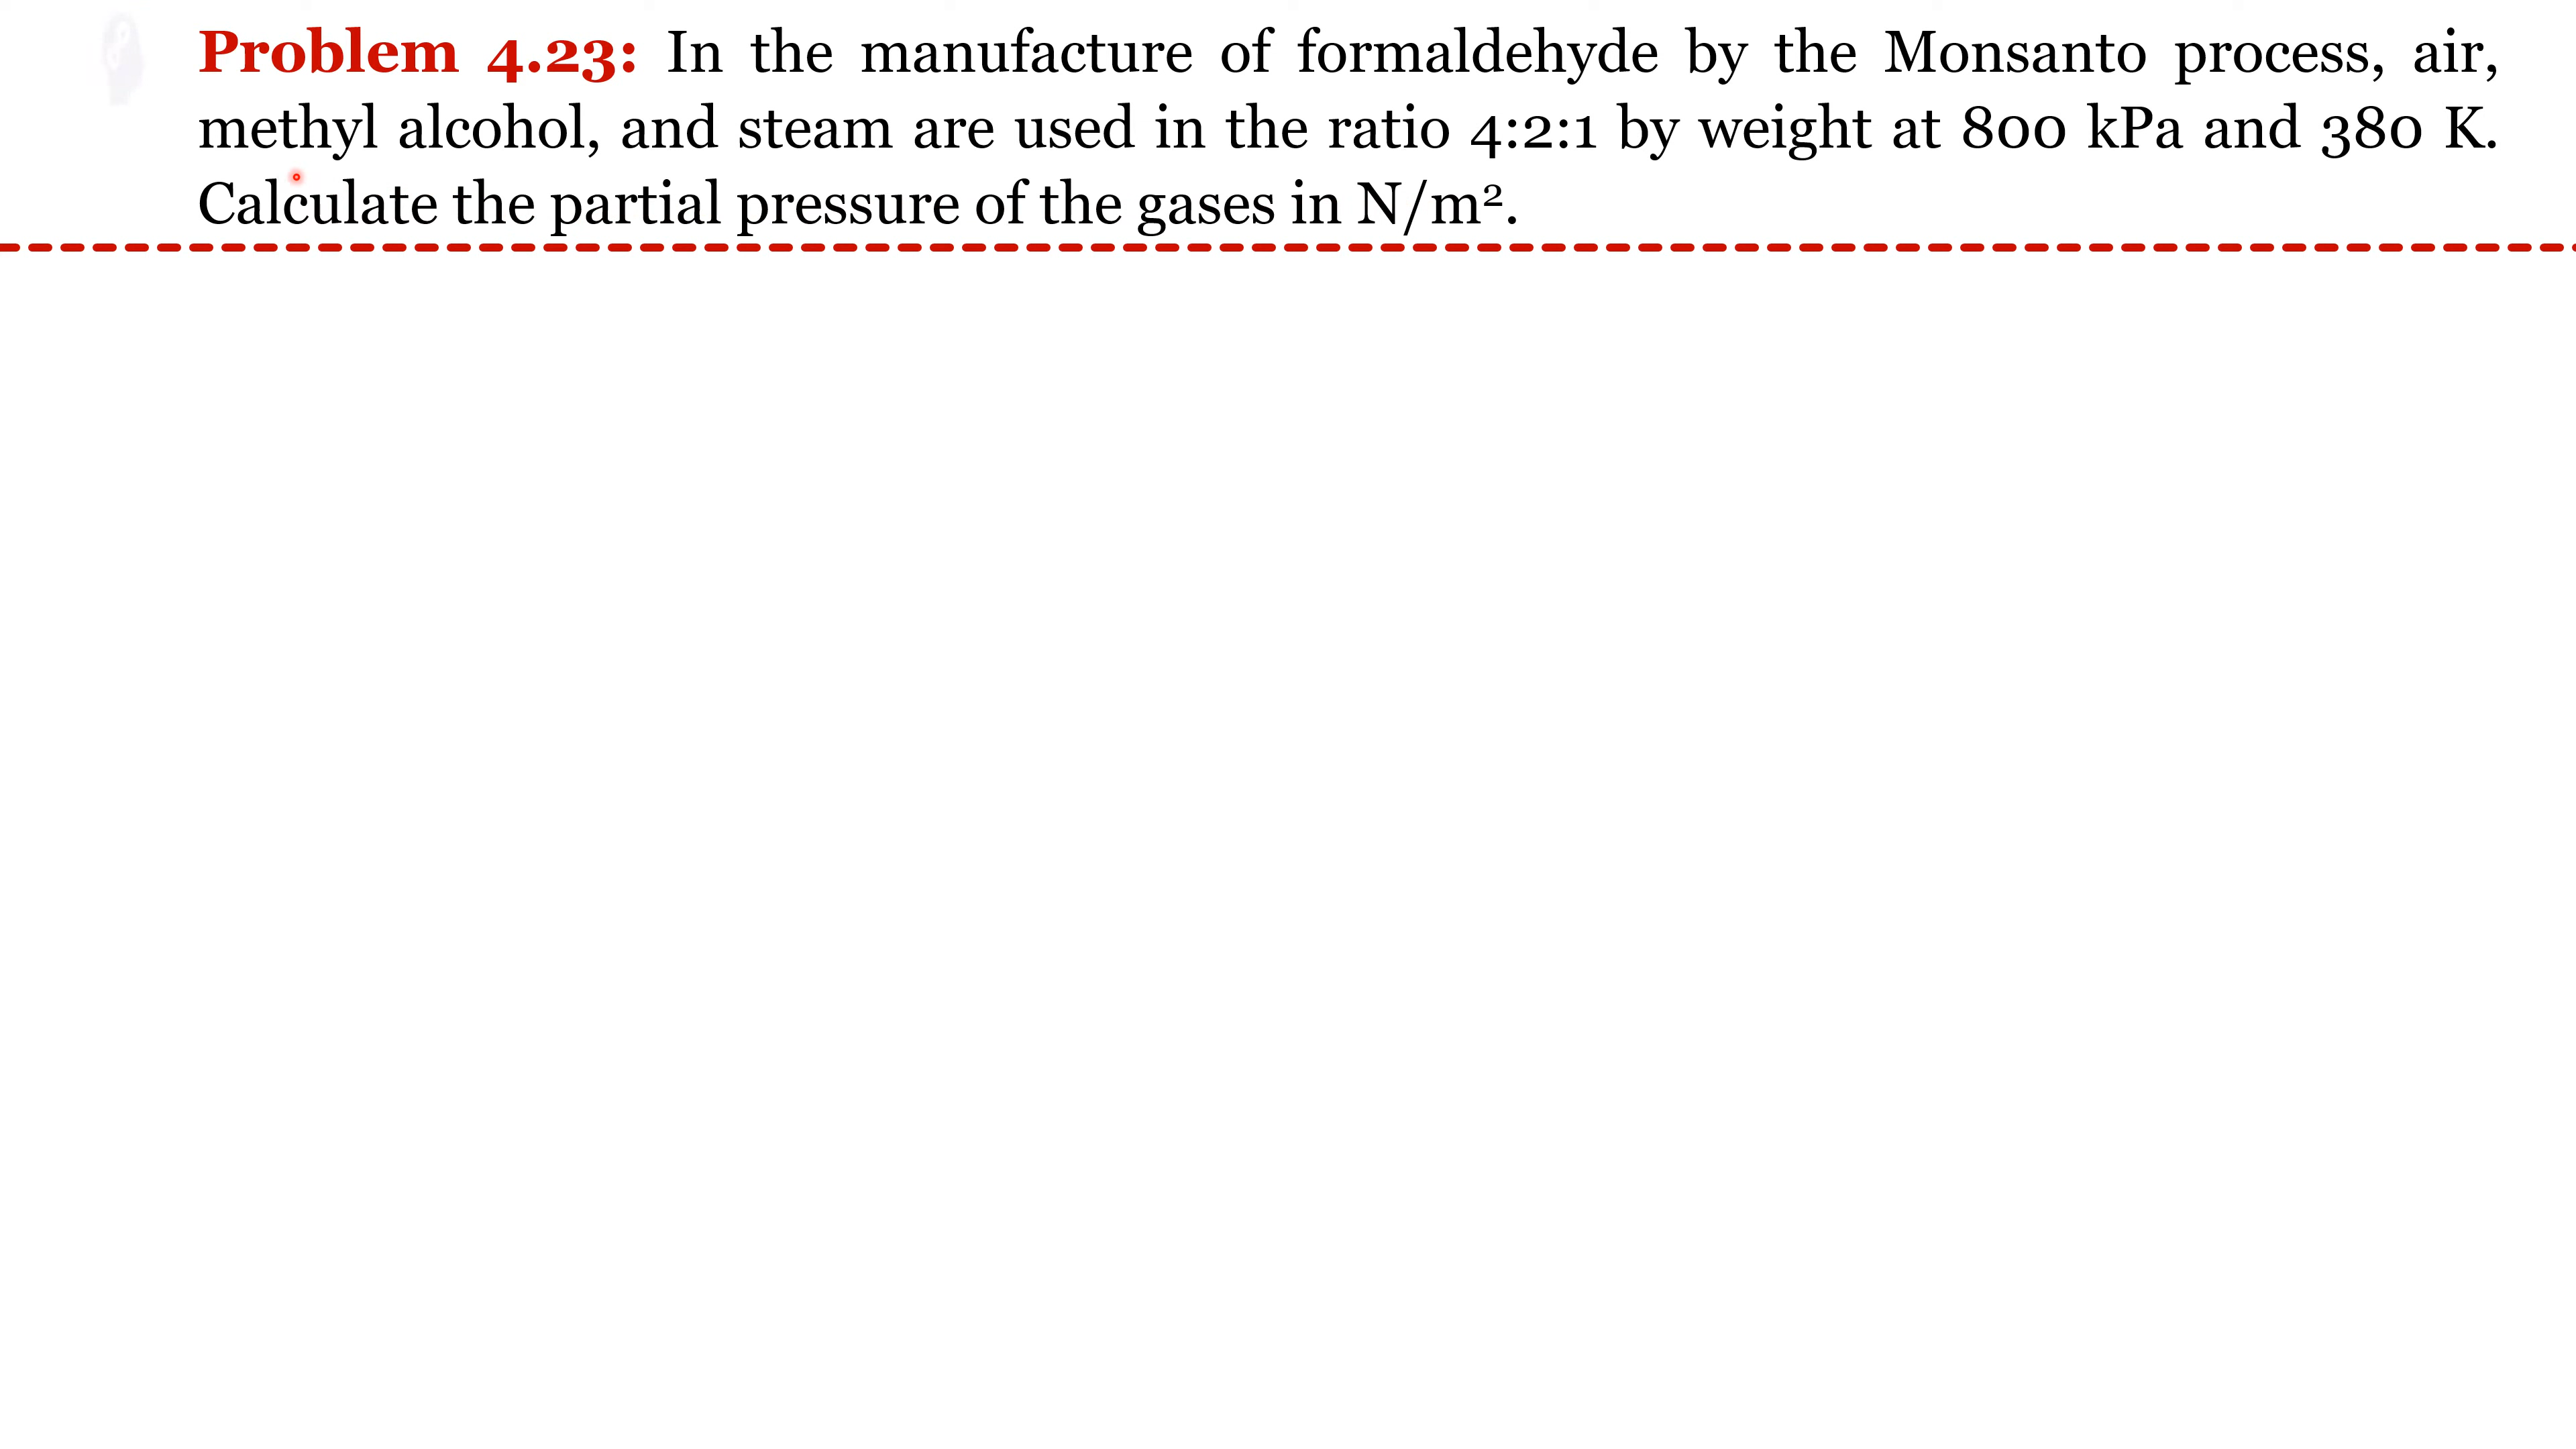 Problem 4.23: In the manufacture of formaldehyde by the Monsanto process, air,
methyl alcohol, and steam are used in the ratio 4:2:1 by weight at 800 kPa and 380 K.
Calculate the partial pressure of the gases in N/m².